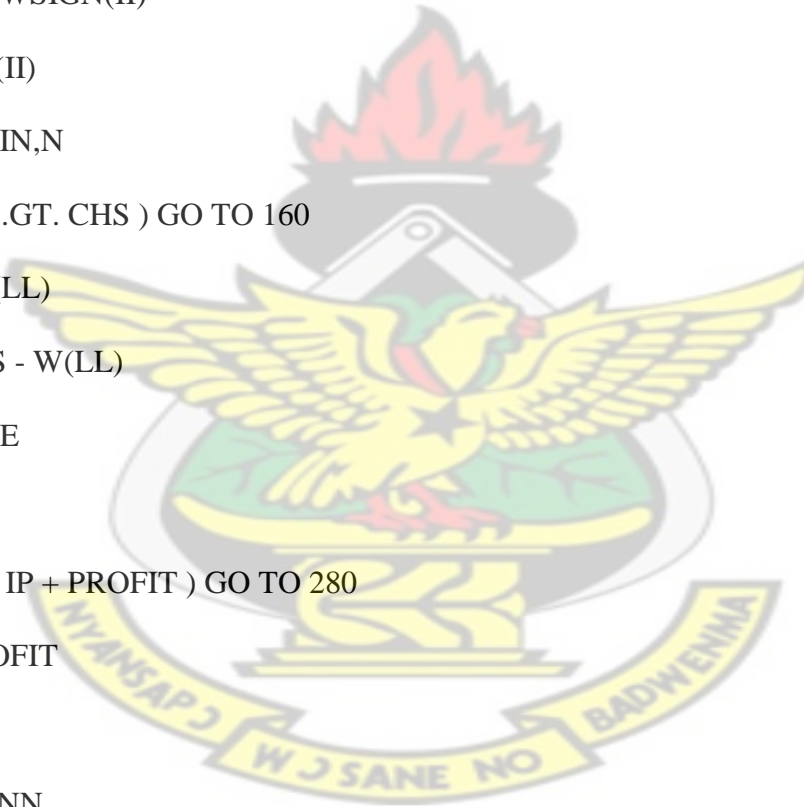 WSIGN(II)
(II)
IN,N
.GT. CHS ) GO TO 160
(LL)
S - W(LL)
E
IP + PROFIT ) GO TO 280
OFIT
NYANSAPƆ WƆSANE NO BADWENMA
NN